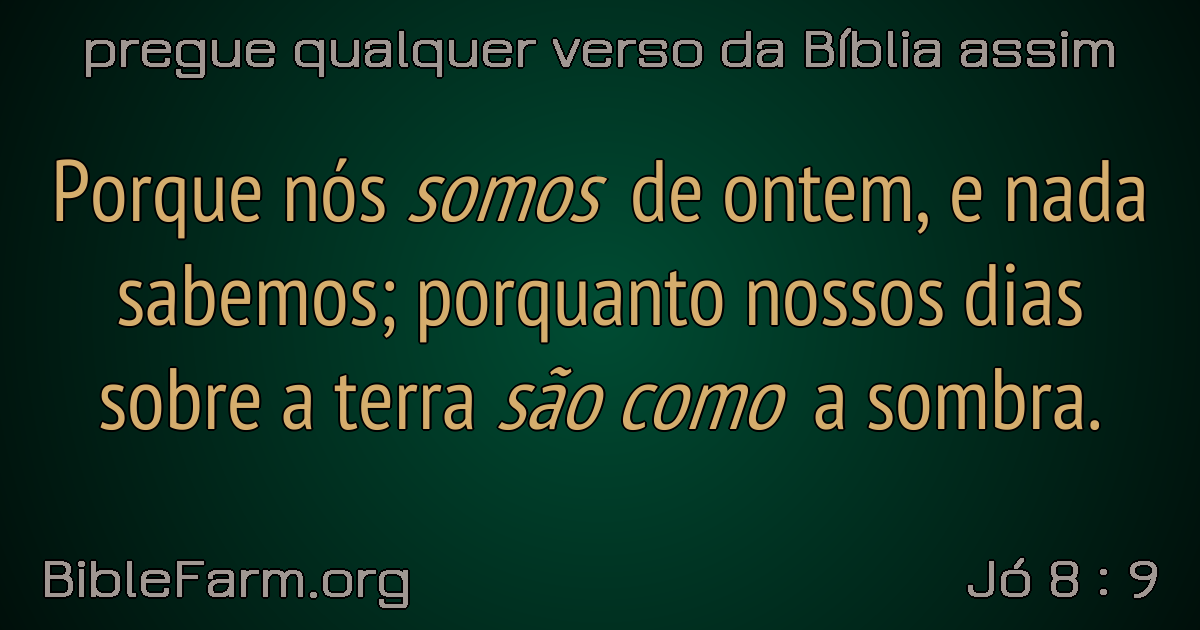 pregue qualquer verso da Bíblia assim
Porque nós somos de ontem, e nada
sabemos; porquanto nossos dias
sobre a terra são como a sombra.
BibleFarm.org
Jó 8 : 9